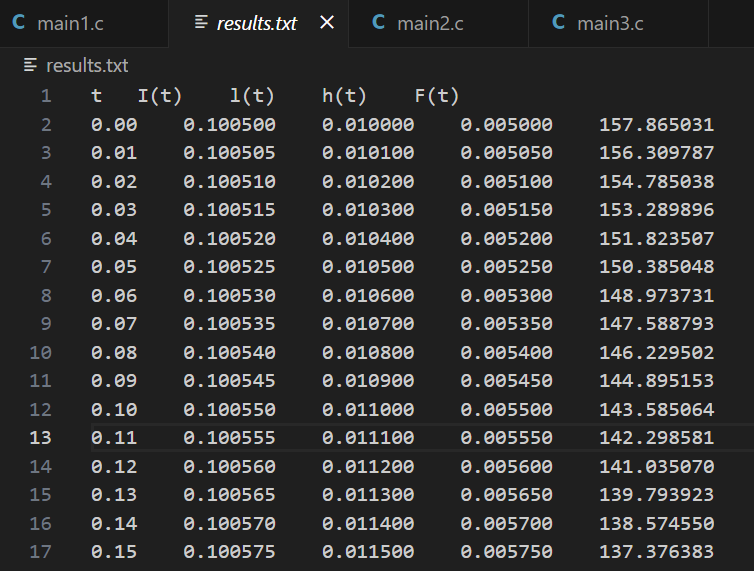 C main1.c results.txt × C main2.c C main3.c
results.txt
1 t I(t) l(t) h(t) F(t)
2 0.00 0.100500 0.010000 0.005000 157.865031
3 0.01 0.100505 0.010100 0.005050 156.309787
4 0.02 0.100510 0.010200 0.005100 154.785038
5 0.03 0.100515 0.010300 0.005150 153.289896
6 0.04 0.100520 0.010400 0.005200 151.823507
7 0.05 0.100525 0.010500 0.005250 150.385048
8 0.06 0.100530 0.010600 0.005300 148.973731
9 0.07 0.100535 0.010700 0.005350 147.588793
10 0.08 0.100540 0.010800 0.005400 146.229502
11 0.09 0.100545 0.010900 0.005450 144.895153
12 0.10 0.100550 0.011000 0.005500 143.585064
13 0.11 0.100555 0.011100 0.005550 142.298581
14 0.12 0.100560 0.011200 0.005600 141.035070
15 0.13 0.100565 0.011300 0.005650 139.793923
16 0.14 0.100570 0.011400 0.005700 138.574550
17 0.15 0.100575 0.011500 0.005750 137.376383